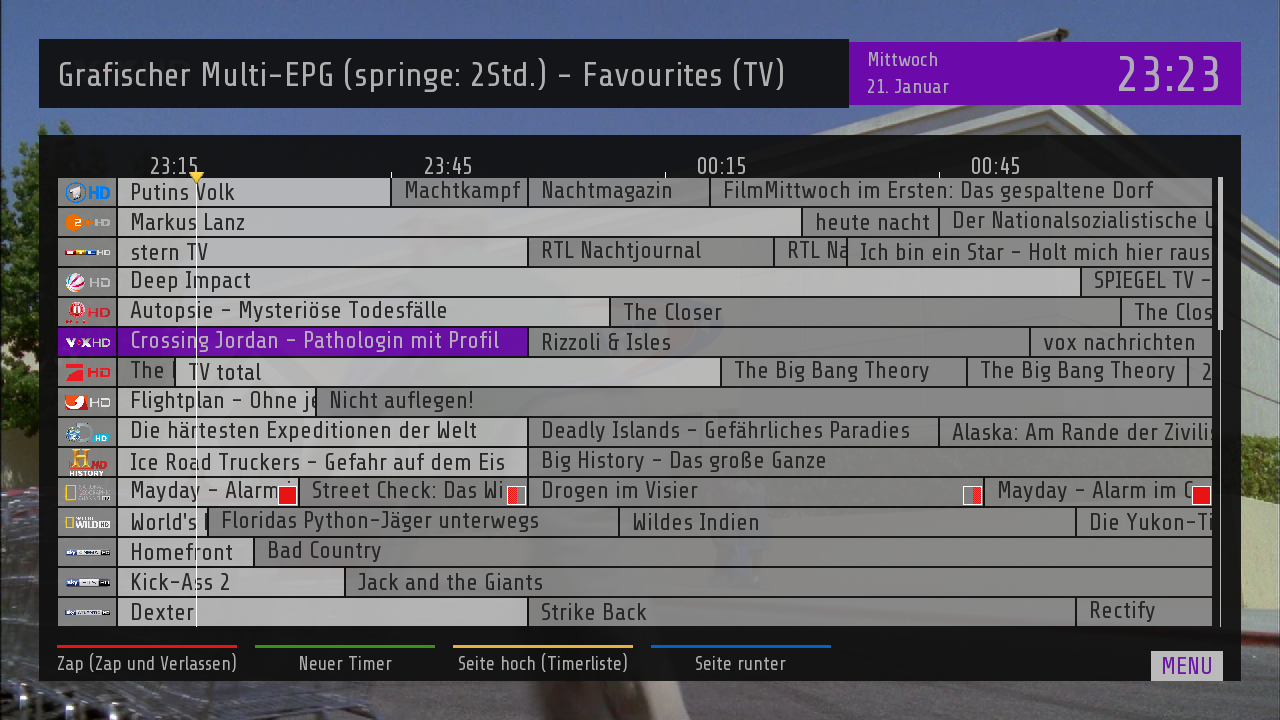 Grafischer Multi-EPG (springe: 2Std.) - Favourites (TV)
Mittwoch
21. Januar
23:23
23:15 23:45 00:15 00:45
HD Putins Volk Machtkampf Nachtmagazin FilmMittwoch im Ersten: Das gespaltene Dorf
2 HD Markus Lanz heute nacht Der Nationalsozialistische U
HD stern TV RTL Nachtjournal RTL Na Ich bin ein Star - Holt mich hier raus
HD Deep Impact SPIEGEL TV -
HD Autopsie - Mysteriöse Todesfälle The Closer The Clos
VOX HD Crossing Jordan - Pathologin mit Profil Rizzoli & Isles vox nachrichten
HD The TV total The Big Bang Theory The Big Bang Theory 2
HD Flightplan - Ohne je Nicht auflegen!
HD Die härtesten Expeditionen der Welt Deadly Islands - Gefährliches Paradies Alaska: Am Rande der Zivilis
H HD HISTORY Ice Road Truckers - Gefahr auf dem Eis Big History - Das große Ganze
Mayday - Alarm Street Check: Das Wi Drogen im Visier Mayday - Alarm im C
WILD HD World's Floridas Python-Jäger unterwegs Wildes Indien Die Yukon-Ti
sky HD Homefront Bad Country
sky HD Kick-Ass 2 Jack and the Giants
sky HD Dexter Strike Back Rectify
Zap (Zap und Verlassen) Neuer Timer Seite hoch (Timerliste) Seite runter
MENU